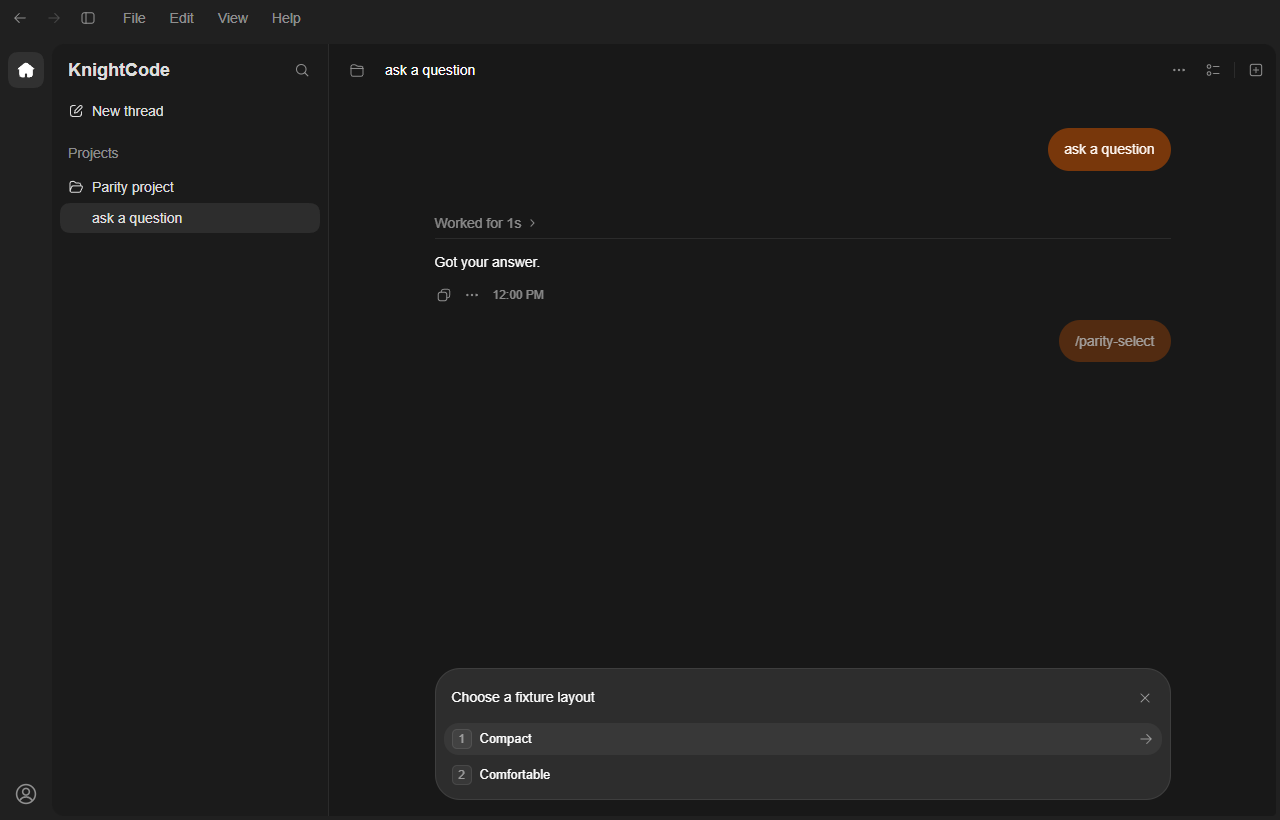 File Edit View Help
KnightCode
New thread
Projects
Parity project
ask a question
ask a question
ask a question
Worked for 1s
Got your answer.
12:00 PM
/parity-select
Choose a fixture layout
1 Compact
2 Comfortable